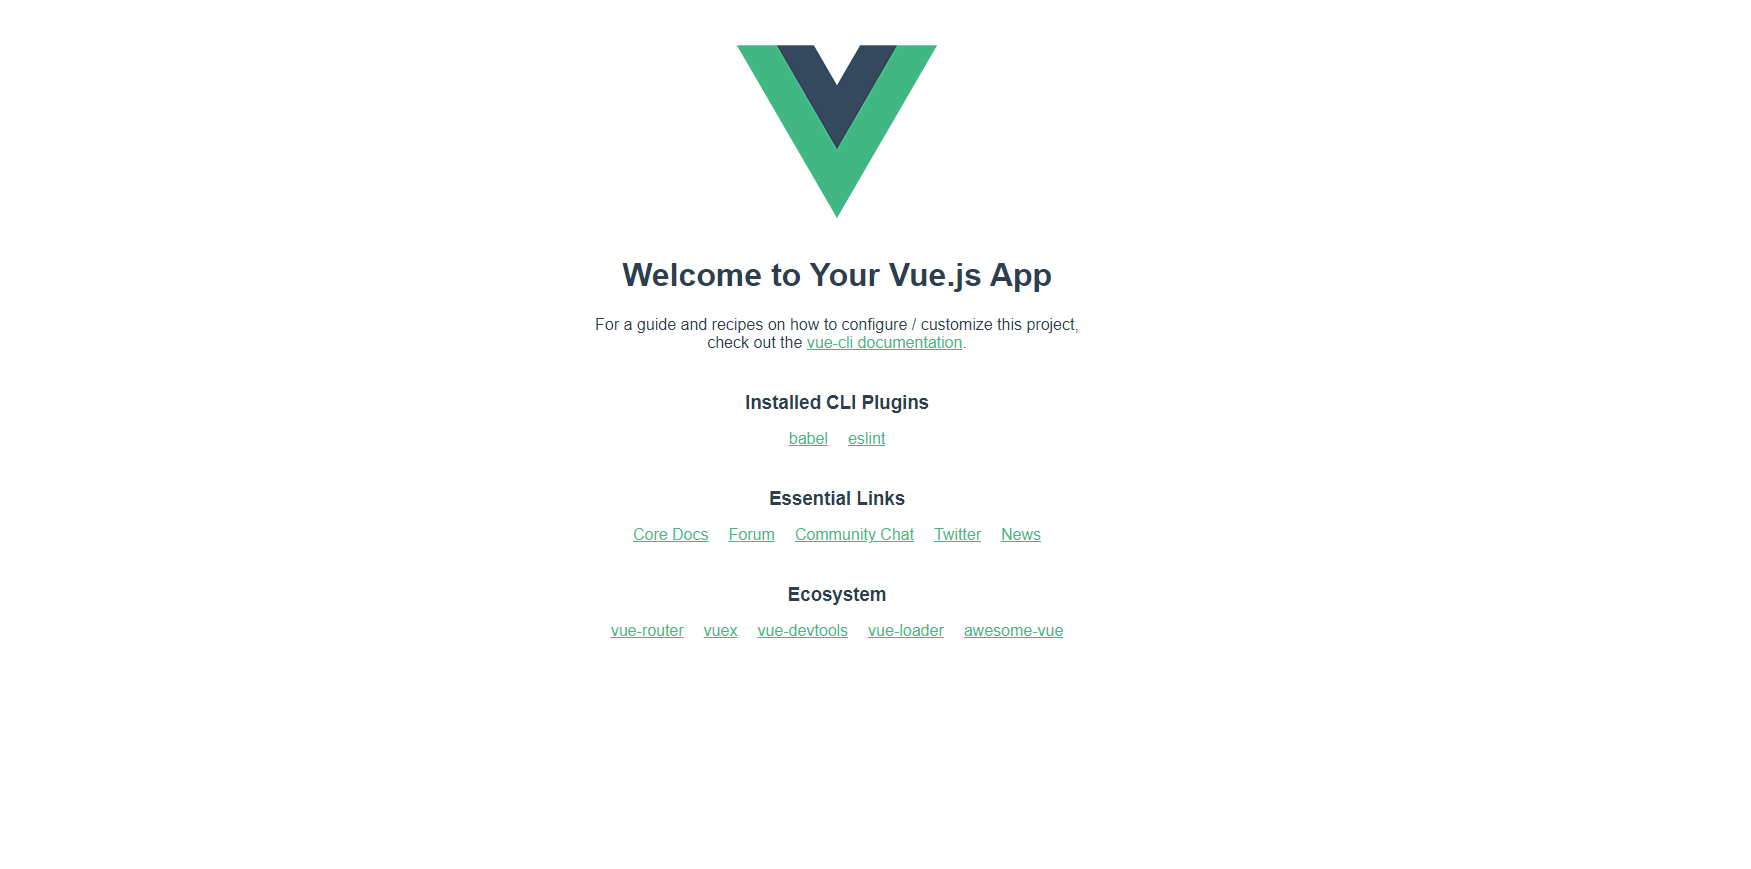 Welcome to Your Vue.js App
For a guide and recipes on how to configure / customize this project,
check out the vue-cli documentation.
Installed CLI Plugins
babel eslint
Essential Links
Core Docs Forum Community Chat Twitter News
Ecosystem
vue-router vuex vue-devtools vue-loader awesome-vue